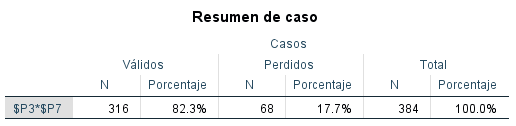 Resumen de caso
Casos
Válidos Perdidos Total
N Porcentaje N Porcentaje N Porcentaje
$P3*$P7 316 82.3% 68 17.7% 384 100.0%